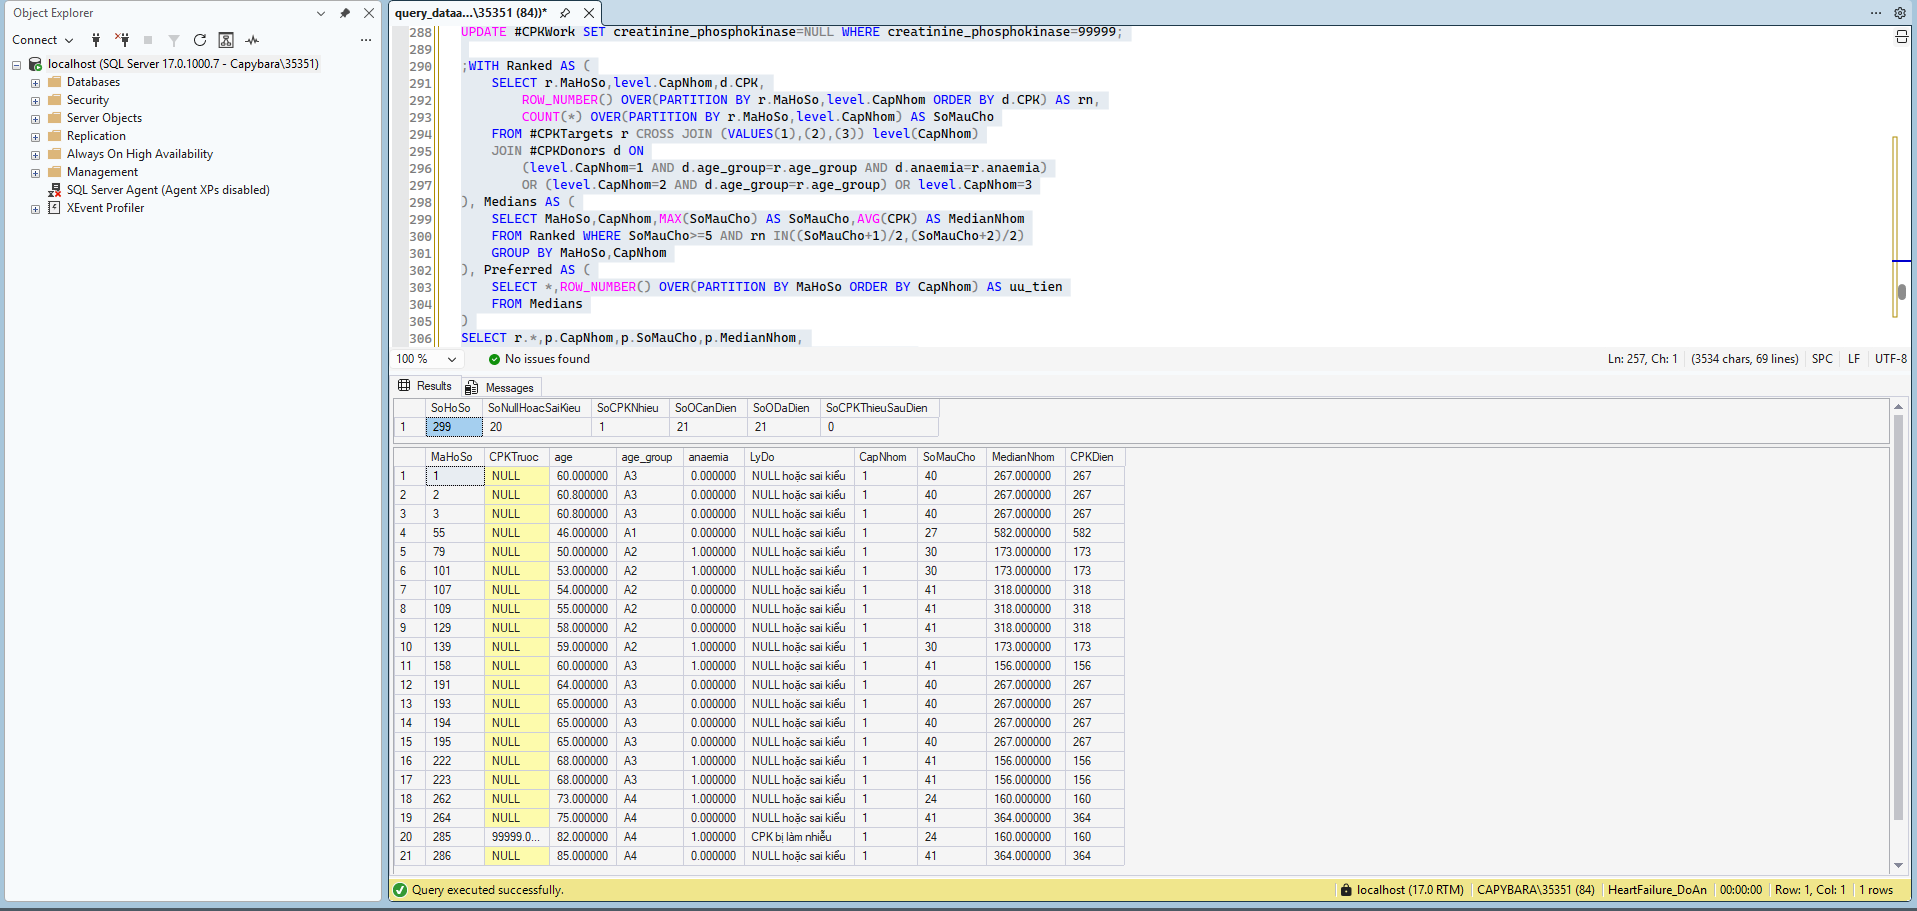 Object Explorer
query_dataa...\35351 (84))*
Connect
localhost (SQL Server 17.0.1000.7 - Capybara\35351)
Databases
Security
Server Objects
Replication
Always On High Availability
Management
SQL Server Agent (Agent XPs disabled)
XEvent Profiler
288 UPDATE #CPKWork SET creatinine_phosphokinase=NULL WHERE creatinine_phosphokinase=99999;
289
290 ;WITH Ranked AS (
291 SELECT r.MaHoSo,level.CapNhom,d.CPK,
292 ROW_NUMBER() OVER(PARTITION BY r.MaHoSo,level.CapNhom ORDER BY d.CPK) AS rn,
293 COUNT(*) OVER(PARTITION BY r.MaHoSo,level.CapNhom) AS SoMauCho
294 FROM #CPKTargets r CROSS JOIN (VALUES(1),(2),(3)) level(CapNhom)
295 JOIN #CPKDonors d ON
296 (level.CapNhom=1 AND d.age_group=r.age_group AND d.anaemia=r.anaemia)
297 OR (level.CapNhom=2 AND d.age_group=r.age_group) OR level.CapNhom=3
298 ), Medians AS (
299 SELECT MaHoSo,CapNhom,MAX(SoMauCho) AS SoMauCho,AVG(CPK) AS MedianNhom
300 FROM Ranked WHERE SoMauCho>=5 AND rn IN((SoMauCho+1)/2,(SoMauCho+2)/2)
301 GROUP BY MaHoSo,CapNhom
302 ), Preferred AS (
303 SELECT *,ROW_NUMBER() OVER(PARTITION BY MaHoSo ORDER BY CapNhom) AS uu_tien
304 FROM Medians
305 )
306 SELECT r.*,p.CapNhom,p.SoMauCho,p.MedianNhom,
100 % No issues found Ln: 257, Ch: 1 (3534 chars, 69 lines) SPC LF UTF-8
Results Messages
SoHoSo SoNullHoacSaiKieu SoCPKNhieu SoOCanDien SoODaDien SoCPKThieuSauDien
1 299 20 1 21 21 0
MaHoSo CPKTruoc age age_group anaemia LyDo CapNhom SoMauCho MedianNhom CPKDien
1 1 NULL 60.000000 A3 0.000000 NULL hoặc sai kiểu 1 40 267.000000 267
2 2 NULL 60.800000 A3 0.000000 NULL hoặc sai kiểu 1 40 267.000000 267
3 3 NULL 60.800000 A3 0.000000 NULL hoặc sai kiểu 1 40 267.000000 267
4 55 NULL 46.000000 A1 0.000000 NULL hoặc sai kiểu 1 27 582.000000 582
5 79 NULL 50.000000 A2 1.000000 NULL hoặc sai kiểu 1 30 173.000000 173
6 101 NULL 53.000000 A2 1.000000 NULL hoặc sai kiểu 1 30 173.000000 173
7 107 NULL 54.000000 A2 0.000000 NULL hoặc sai kiểu 1 41 318.000000 318
8 109 NULL 55.000000 A2 0.000000 NULL hoặc sai kiểu 1 41 318.000000 318
9 129 NULL 58.000000 A2 0.000000 NULL hoặc sai kiểu 1 41 318.000000 318
10 139 NULL 59.000000 A2 1.000000 NULL hoặc sai kiểu 1 30 173.000000 173
11 158 NULL 60.000000 A3 1.000000 NULL hoặc sai kiểu 1 41 156.000000 156
12 191 NULL 64.000000 A3 0.000000 NULL hoặc sai kiểu 1 40 267.000000 267
13 193 NULL 65.000000 A3 0.000000 NULL hoặc sai kiểu 1 40 267.000000 267
14 194 NULL 65.000000 A3 0.000000 NULL hoặc sai kiểu 1 40 267.000000 267
15 195 NULL 65.000000 A3 0.000000 NULL hoặc sai kiểu 1 40 267.000000 267
16 222 NULL 68.000000 A3 1.000000 NULL hoặc sai kiểu 1 41 156.000000 156
17 223 NULL 68.000000 A3 1.000000 NULL hoặc sai kiểu 1 41 156.000000 156
18 262 NULL 73.000000 A4 1.000000 NULL hoặc sai kiểu 1 24 160.000000 160
19 264 NULL 75.000000 A4 0.000000 NULL hoặc sai kiểu 1 41 364.000000 364
20 285 99999.0... 82.000000 A4 1.000000 CPK bị làm nhiễu 1 24 160.000000 160
21 286 NULL 85.000000 A4 0.000000 NULL hoặc sai kiểu 1 41 364.000000 364
Query executed successfully. localhost (17.0 RTM) CAPYBARA\35351 (84) HeartFailure_DoAn 00:00:00 Row: 1, Col: 1 1 rows